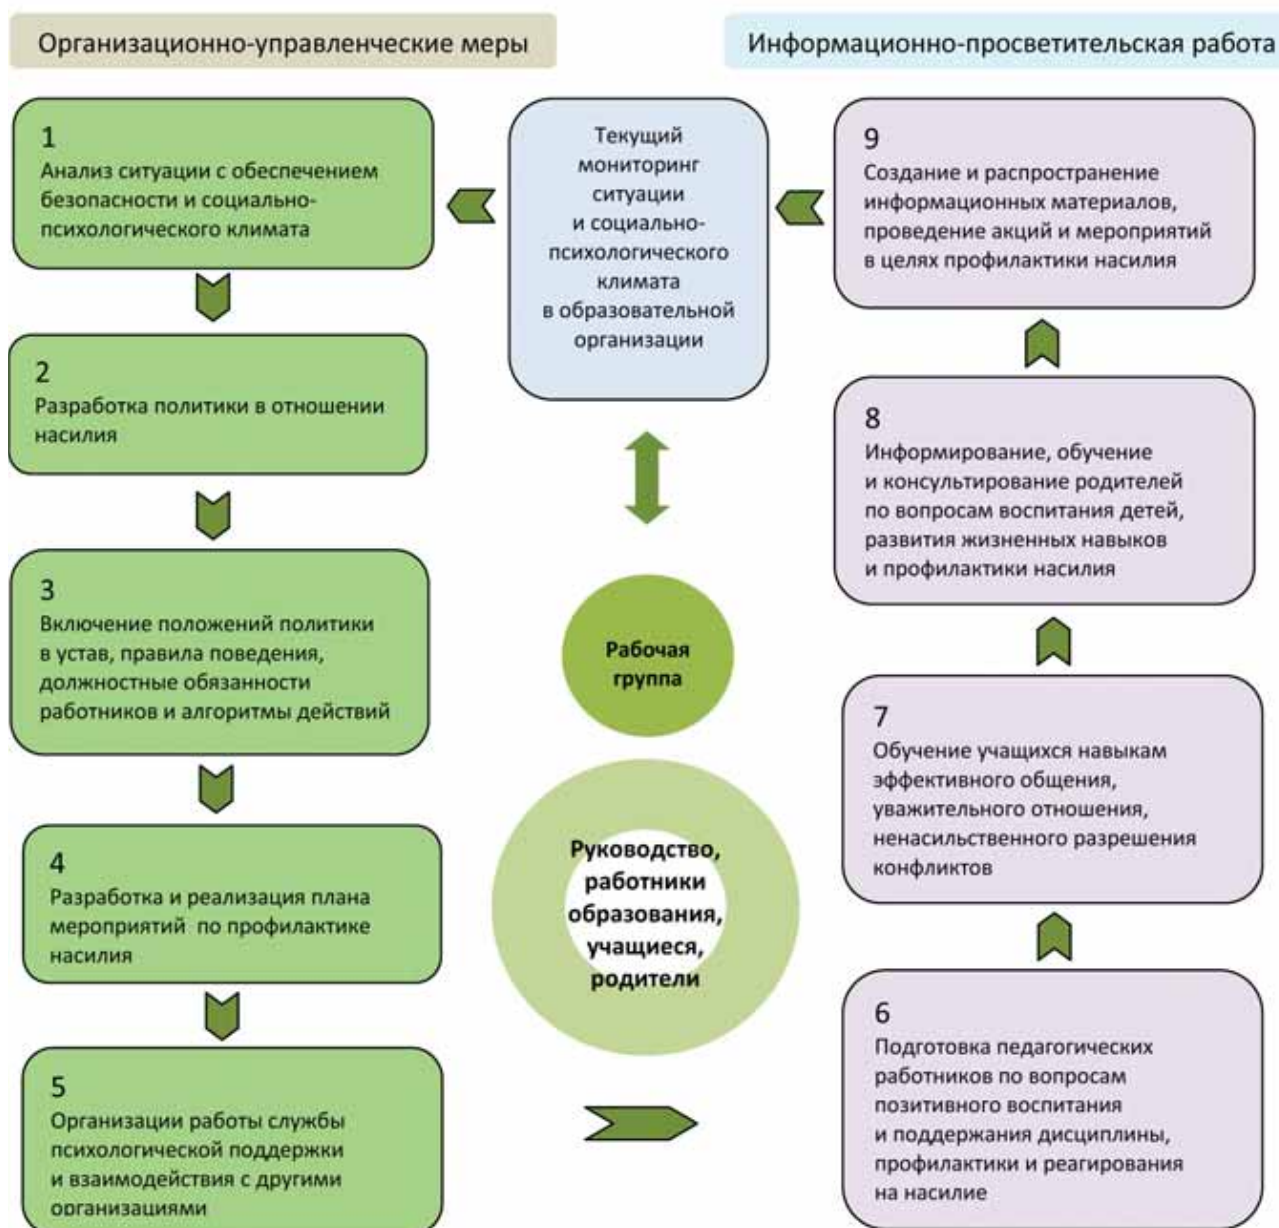 Организационно-управленческие меры
Информационно-просветительская работа
1
Анализ ситуации с обеспечением
безопасности и социально-
психологического климата
2
Разработка политики в отношении
насилия
3
Включение положений политики
в устав, правила поведения,
должностные обязанности
работников и алгоритмы действий
4
Разработка и реализация плана
мероприятий по профилактике
насилия
5
Организации работы службы
психологической поддержки
и взаимодействия с другими
организациями
Текущий
мониторинг
ситуации
и социально-
психологического
климата
в образовательной
организации
Рабочая
группа
Руководство,
работники
образования,
учащиеся,
родители
9
Создание и распространение
информационных материалов,
проведение акций и мероприятий
в целях профилактики насилия
8
Информирование, обучение
и консультирование родителей
по вопросам воспитания детей,
развития жизненных навыков
и профилактики насилия
7
Обучение учащихся навыкам
эффективного общения,
уважительного отношения,
ненасильственного разрешения
конфликтов
6
Подготовка педагогических
работников по вопросам
позитивного воспитания
и поддержания дисциплины,
профилактики и реагирования
на насилие